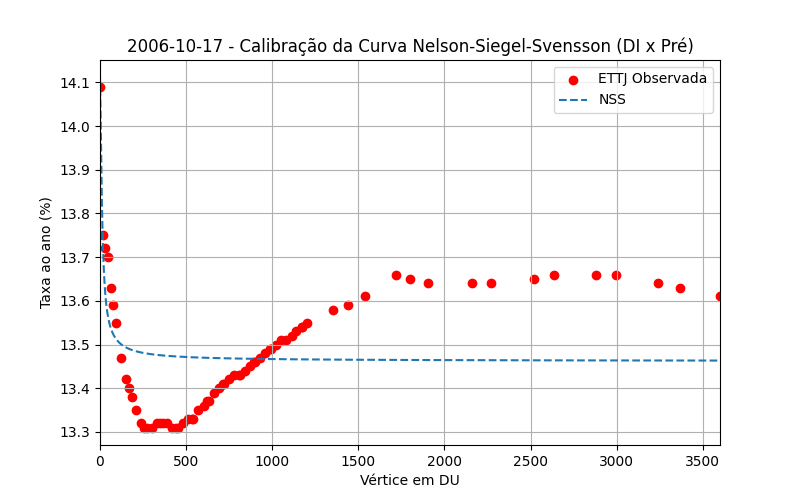 2006-10-17 - Calibração da Curva Nelson-Siegel-Svensson (DI x Pré)
ETTJ Observada
NSS
Taxa ao ano (%)
14.1
14.0
13.9
13.8
13.7
13.6
13.5
13.4
13.3
0 500 1000 1500 2000 2500 3000 3500
Vértice em DU